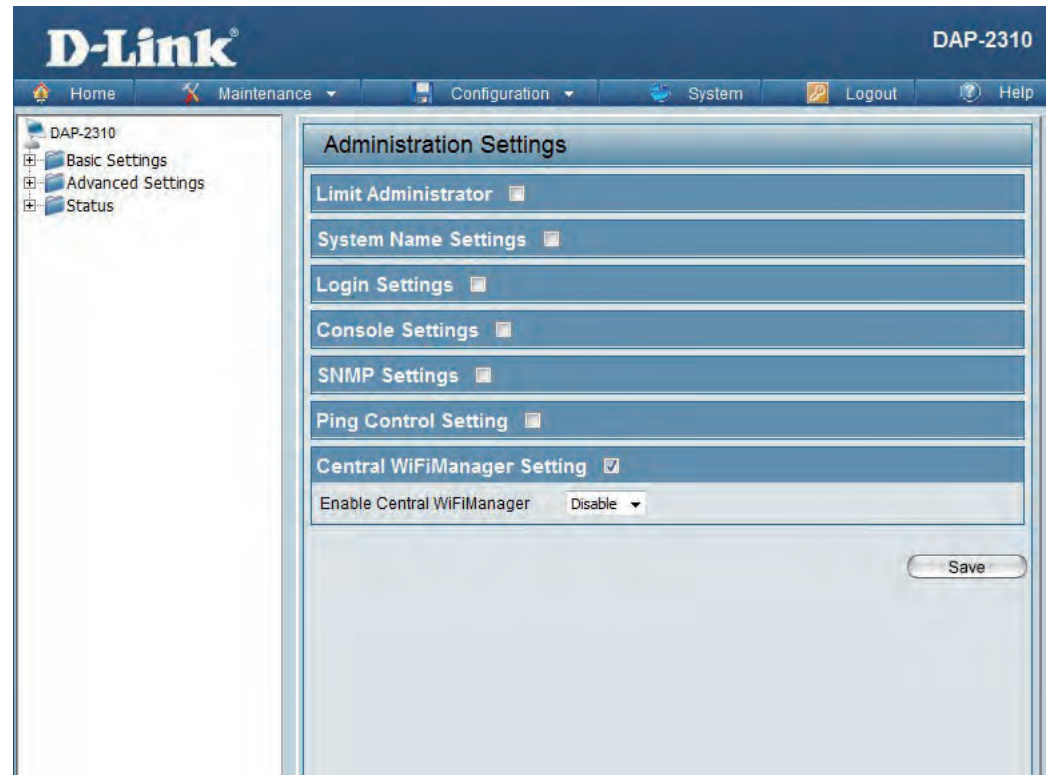 D-Link®
DAP-2310
Home Maintenance Configuration System Logout Help
DAP-2310
Basic Settings
Advanced Settings
Status
Administration Settings
Limit Administrator
System Name Settings
Login Settings
Console Settings
SNMP Settings
Ping Control Setting
Central WiFiManager Setting
Enable Central WiFiManager Disable
Save